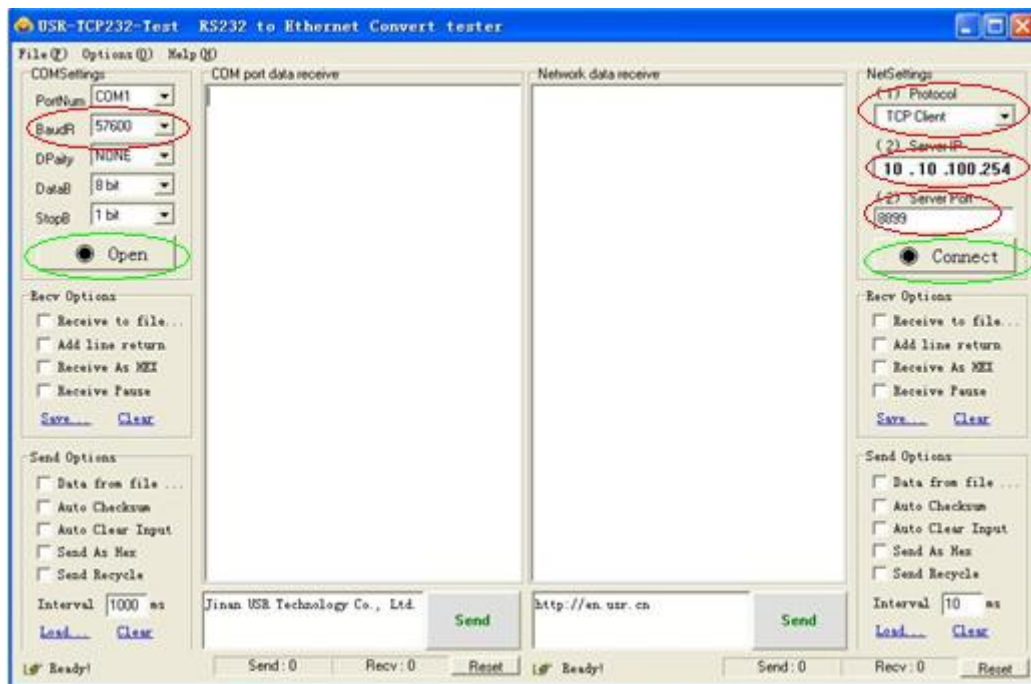 USR-TCP232-Test RS232 to Ethernet Convert tester
File(F) Options(O) Help(H)
COMSettings
PortNum COM1
BaudR 57600
DPaity NONE
DataB 8 bit
StopB 1 bit
Open
Recv Options
Receive to file...
Add line return
Receive As HEX
Receive Pause
Save... Clear
Send Options
Data from file ...
Auto Checksum
Auto Clear Input
Send As Hex
Send Recycle
Interval 1000 ms
Load... Clear
Ready!
COM port data receive
Jinan USR Technology Co., Ltd.
Send
Send : 0 Recv : 0 Reset
Network data receive
http://en.usr.cn
Send
Ready! Send : 0 Recv : 0 Reset
NetSettings
(1) Protocol
TCP Client
(2) Server IP
10 . 10 .100.254
(2) Server Port
8899
Connect
Recv Options
Receive to file...
Add line return
Receive As HEX
Receive Pause
Save... Clear
Send Options
Data from file ...
Auto Checksum
Auto Clear Input
Send As Hex
Send Recycle
Interval 10 ms
Load... Clear